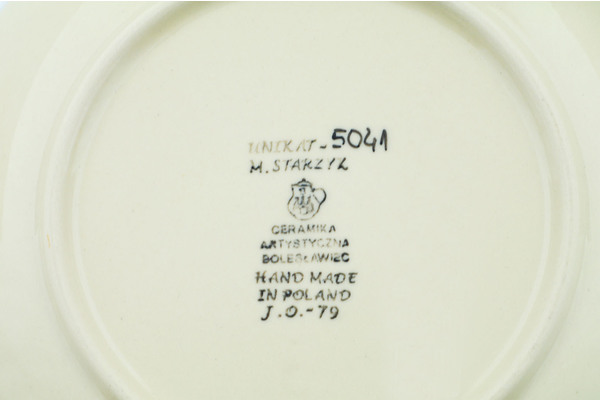 UNIKAT-5041
M. STARZYK
CERAMIKA
ARTYSTYCZNA
BOLESŁAWIEC
HAND MADE
IN POLAND
J.O.-79